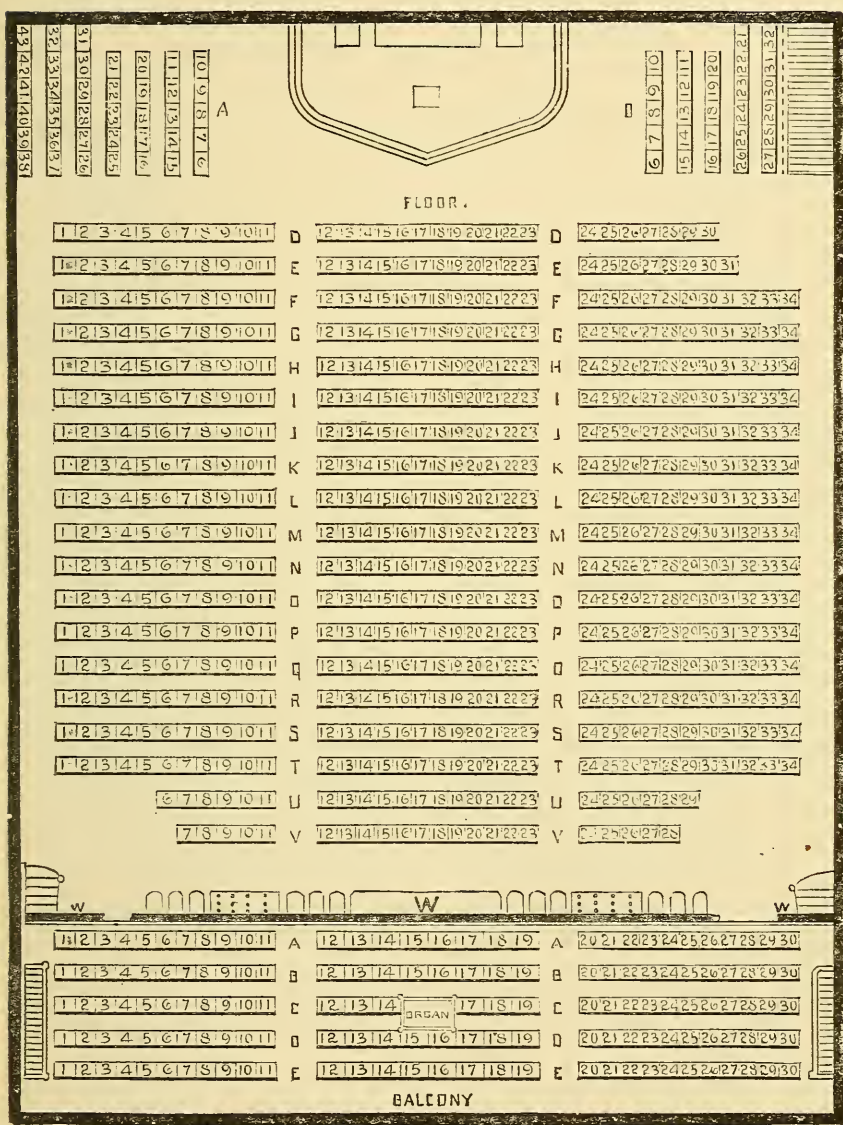 43 42 41 40 39 38
32 33 34 35 36 37
31 30 29 28 27 26
21 22 23 24 25
20 19 18 17 16
11 12 13 14 15
10 9 8 7 6
A
D
6 7 8 9 10
15 14 13 12 11
16 17 18 19 20
26 25 24 23 22 21
27 28 29 30 31 32
FLOOR.
1 2 3 4 5 6 7 8 9 10 11 D 12 13 14 15 16 17 18 19 20 21 22 23 D 24 25 26 27 28 29 30
1 2 3 4 5 6 7 8 9 10 11 E 12 13 14 15 16 17 18 19 20 21 22 23 E 24 25 26 27 28 29 30 31
1 2 3 4 5 6 7 8 9 10 11 F 12 13 14 15 16 17 18 19 20 21 22 23 F 24 25 26 27 28 29 30 31 32 33 34
1 2 3 4 5 6 7 8 9 10 11 G 12 13 14 15 16 17 18 19 20 21 22 23 G 24 25 26 27 28 29 30 31 32 33 34
1 2 3 4 5 6 7 8 9 10 11 H 12 13 14 15 16 17 18 19 20 21 22 23 H 24 25 26 27 28 29 30 31 32 33 34
1 2 3 4 5 6 7 8 9 10 11 I 12 13 14 15 16 17 18 19 20 21 22 23 I 24 25 26 27 28 29 30 31 32 33 34
1 2 3 4 5 6 7 8 9 10 11 J 12 13 14 15 16 17 18 19 20 21 22 23 J 24 25 26 27 28 29 30 31 32 33 34
1 2 3 4 5 6 7 8 9 10 11 K 12 13 14 15 16 17 18 19 20 21 22 23 K 24 25 26 27 28 29 30 31 32 33 34
1 2 3 4 5 6 7 8 9 10 11 L 12 13 14 15 16 17 18 19 20 21 22 23 L 24 25 26 27 28 29 30 31 32 33 34
1 2 3 4 5 6 7 8 9 10 11 M 12 13 14 15 16 17 18 19 20 21 22 23 M 24 25 26 27 28 29 30 31 32 33 34
1 2 3 4 5 6 7 8 9 10 11 N 12 13 14 15 16 17 18 19 20 21 22 23 N 24 25 26 27 28 29 30 31 32 33 34
1 2 3 4 5 6 7 8 9 10 11 O 12 13 14 15 16 17 18 19 20 21 22 23 O 24 25 26 27 28 29 30 31 32 33 34
1 2 3 4 5 6 7 8 9 10 11 P 12 13 14 15 16 17 18 19 20 21 22 23 P 24 25 26 27 28 29 30 31 32 33 34
1 2 3 4 5 6 7 8 9 10 11 Q 12 13 14 15 16 17 18 19 20 21 22 23 Q 24 25 26 27 28 29 30 31 32 33 34
1 2 3 4 5 6 7 8 9 10 11 R 12 13 14 15 16 17 18 19 20 21 22 23 R 24 25 26 27 28 29 30 31 32 33 34
1 2 3 4 5 6 7 8 9 10 11 S 12 13 14 15 16 17 18 19 20 21 22 23 S 24 25 26 27 28 29 30 31 32 33 34
1 2 3 4 5 6 7 8 9 10 11 T 12 13 14 15 16 17 18 19 20 21 22 23 T 24 25 26 27 28 29 30 31 32 33 34
6 7 8 9 10 11 U 12 13 14 15 16 17 18 19 20 21 22 23 U 24 25 26 27 28 29
7 8 9 10 11 V 12 13 14 15 16 17 18 19 20 21 22 23 V 25 26 27 28
W W W
1 2 3 4 5 6 7 8 9 10 11 A 12 13 14 15 16 17 18 19 A 20 21 22 23 24 25 26 27 28 29 30
1 2 3 4 5 6 7 8 9 10 11 B 12 13 14 15 16 17 18 19 B 20 21 22 23 24 25 26 27 28 29 30
1 2 3 4 5 6 7 8 9 10 11 C 12 13 14 ORGAN 17 18 19 C 20 21 22 23 24 25 26 27 28 29 30
1 2 3 4 5 6 7 8 9 10 11 D 12 13 14 15 16 17 18 19 D 20 21 22 23 24 25 26 27 28 29 30
1 2 3 4 5 6 7 8 9 10 11 E 12 13 14 15 16 17 18 19 E 20 21 22 23 24 25 26 27 28 29 30
BALCONY